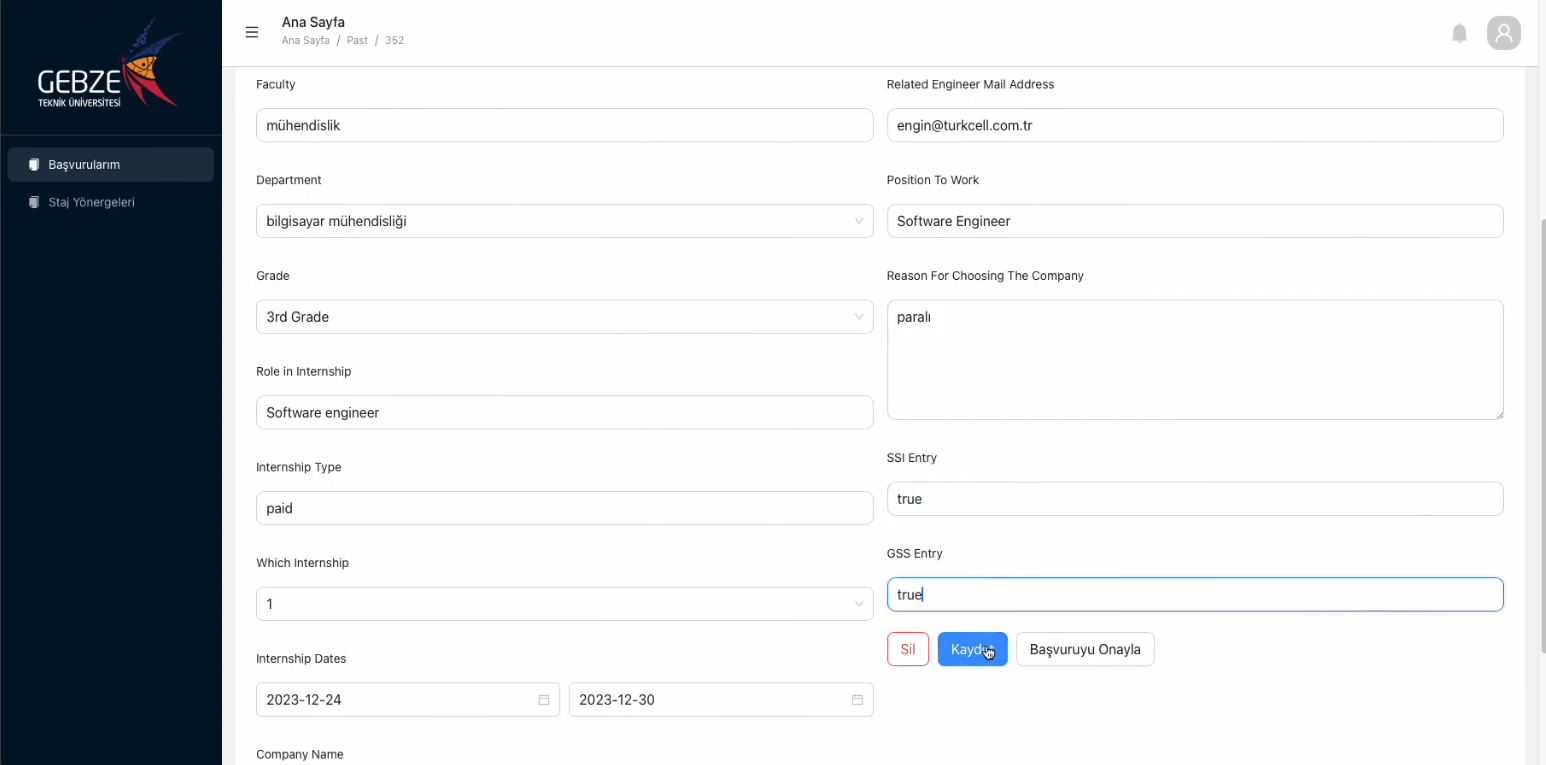 GEBZE
TEKNİK ÜNİVERSİTESİ
Başvurularım
Staj Yönergeleri
Ana Sayfa
Ana Sayfa / Past / 352
Faculty
mühendislik
Department
bilgisayar mühendisliği
Grade
3rd Grade
Role in Internship
Software engineer
Internship Type
paid
Which Internship
1
Internship Dates
2023-12-24
2023-12-30
Company Name
Related Engineer Mail Address
engin@turkcell.com.tr
Position To Work
Software Engineer
Reason For Choosing The Company
paralı
SSI Entry
true
GSS Entry
true
Sil
Kaydet
Başvuruyu Onayla